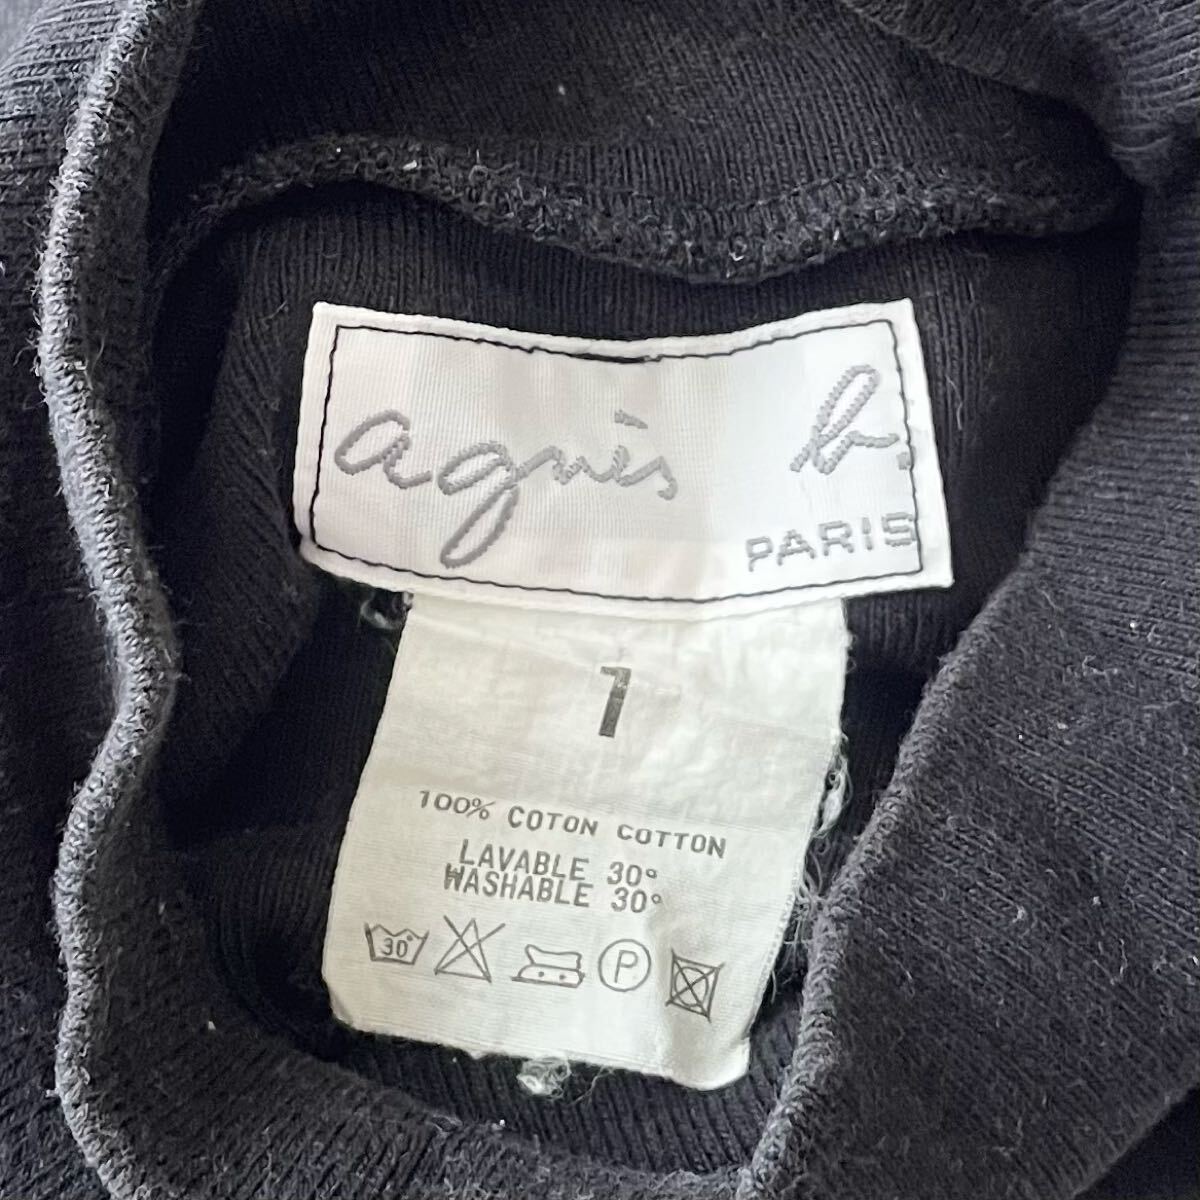 agnès b.
PARIS
1
100% COTON COTTON
LAVABLE 30°
WASHABLE 30°
30° P